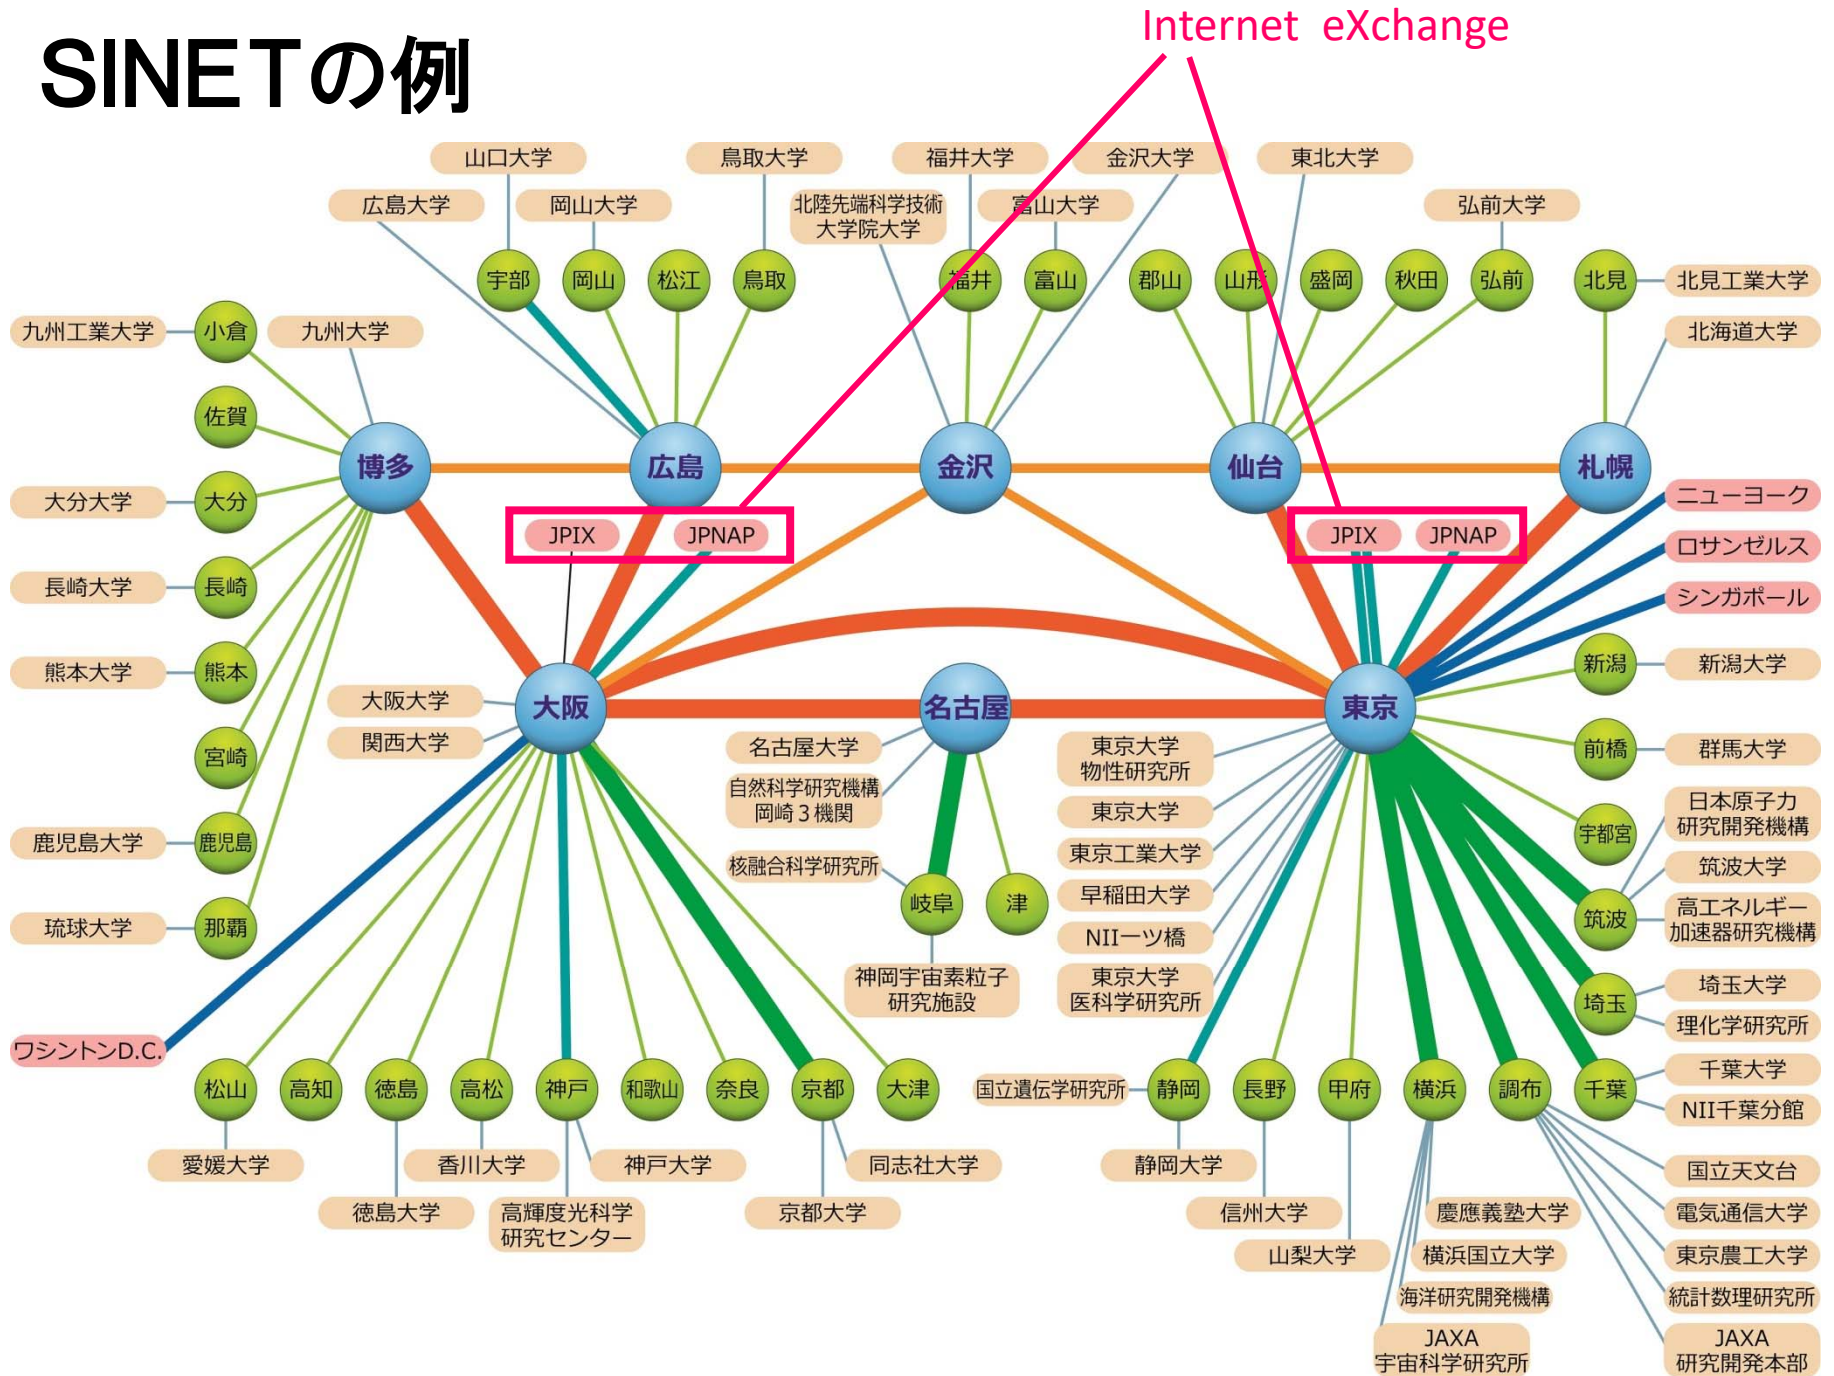 Internet eXchange
SINETの例
山口大学
鳥取大学
福井大学
金沢大学
東北大学
広島大学
岡山大学
北陸先端科学技術
大学院大学
富山大学
弘前大学
宇部
岡山
松江
鳥取
福井
富山
郡山
山形
盛岡
秋田
弘前
北見
北見工業大学
九州工業大学
小倉
九州大学
北海道大学
佐賀
博多
広島
金沢
仙台
札幌
大分大学
大分
JPIX
JPNAP
JPIX
JPNAP
ニューヨーク
ロサンゼルス
シンガポール
長崎大学
長崎
熊本大学
熊本
新潟
新潟大学
大阪大学
関西大学
大阪
名古屋
東京
宮崎
名古屋大学
自然科学研究機構
岡崎3機関
東京大学
物性研究所
前橋
群馬大学
鹿児島大学
鹿児島
東京大学
東京工業大学
宇都宮
日本原子力
研究開発機構
核融合科学研究所
岐阜
津
早稲田大学
筑波
筑波大学
高エネルギー
加速器研究機構
琉球大学
那覇
NII一ツ橋
神岡宇宙素粒子
研究施設
東京大学
医科学研究所
埼玉
埼玉大学
理化学研究所
ワシントンD.C.
松山
高知
徳島
高松
神戸
和歌山
奈良
京都
大津
国立遺伝学研究所
静岡
長野
甲府
横浜
調布
千葉
千葉大学
NII千葉分館
愛媛大学
香川大学
神戸大学
同志社大学
静岡大学
国立天文台
徳島大学
高輝度光科学
研究センター
京都大学
信州大学
慶應義塾大学
電気通信大学
山梨大学
横浜国立大学
東京農工大学
海洋研究開発機構
統計数理研究所
JAXA
宇宙科学研究所
JAXA
研究開発本部